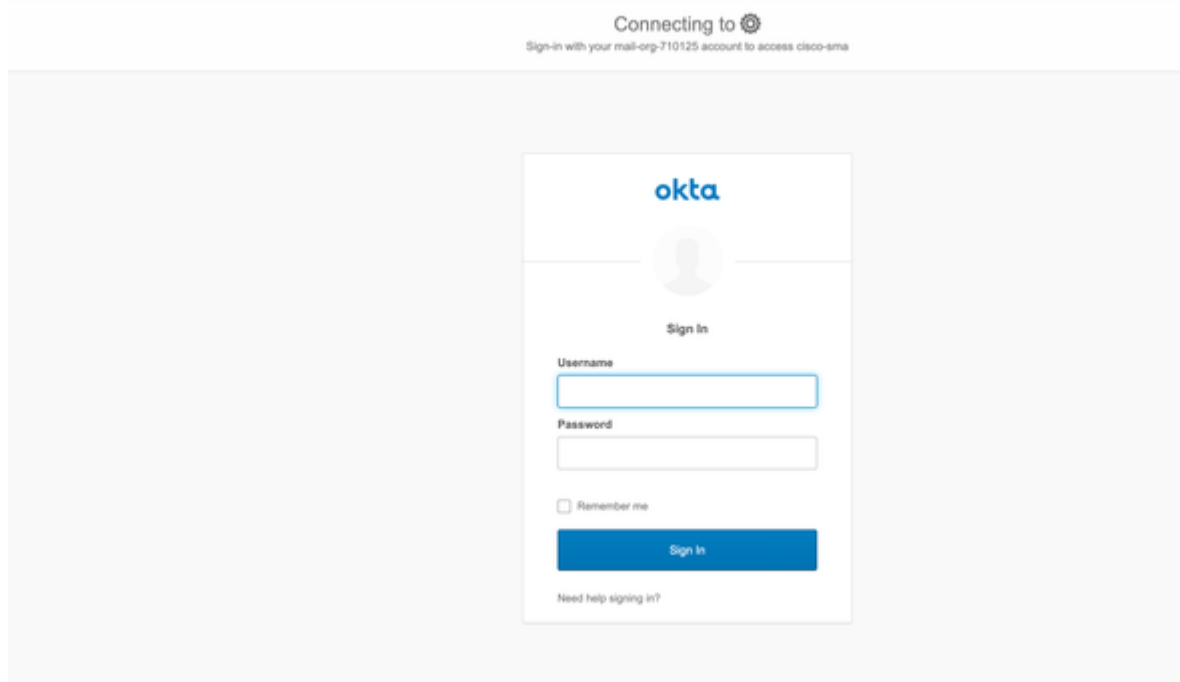 Connecting to
Sign-in with your mail-org-710125 account to access cisco-sma
okta
Sign In
Username
Password
Remember me
Sign In
Need help signing in?